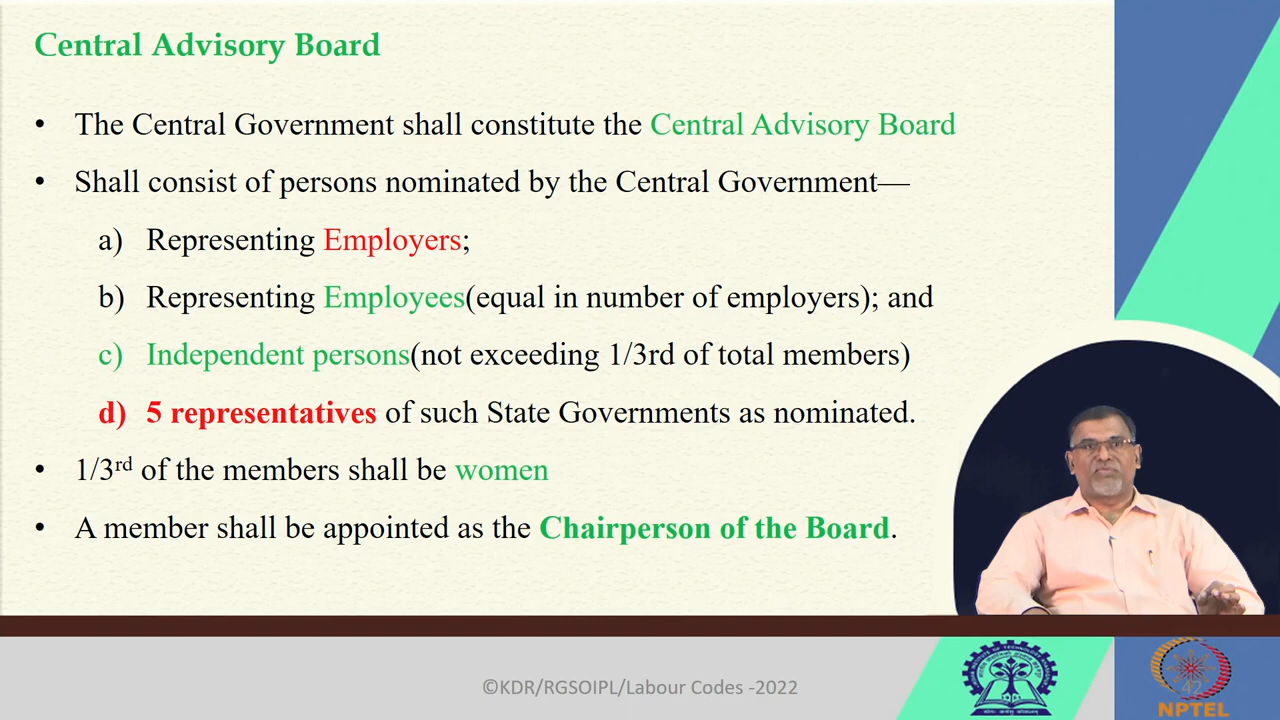 Central Advisory Board
• The Central Government shall constitute the Central Advisory Board
• Shall consist of persons nominated by the Central Government—
a) Representing Employers;
b) Representing Employees(equal in number of employers); and
c) Independent persons(not exceeding 1/3rd of total members)
d) 5 representatives of such State Governments as nominated.
• 1/3rd of the members shall be women
• A member shall be appointed as the Chairperson of the Board.
©KDR/RGSOIPL/Labour Codes -2022
42
NPTEL